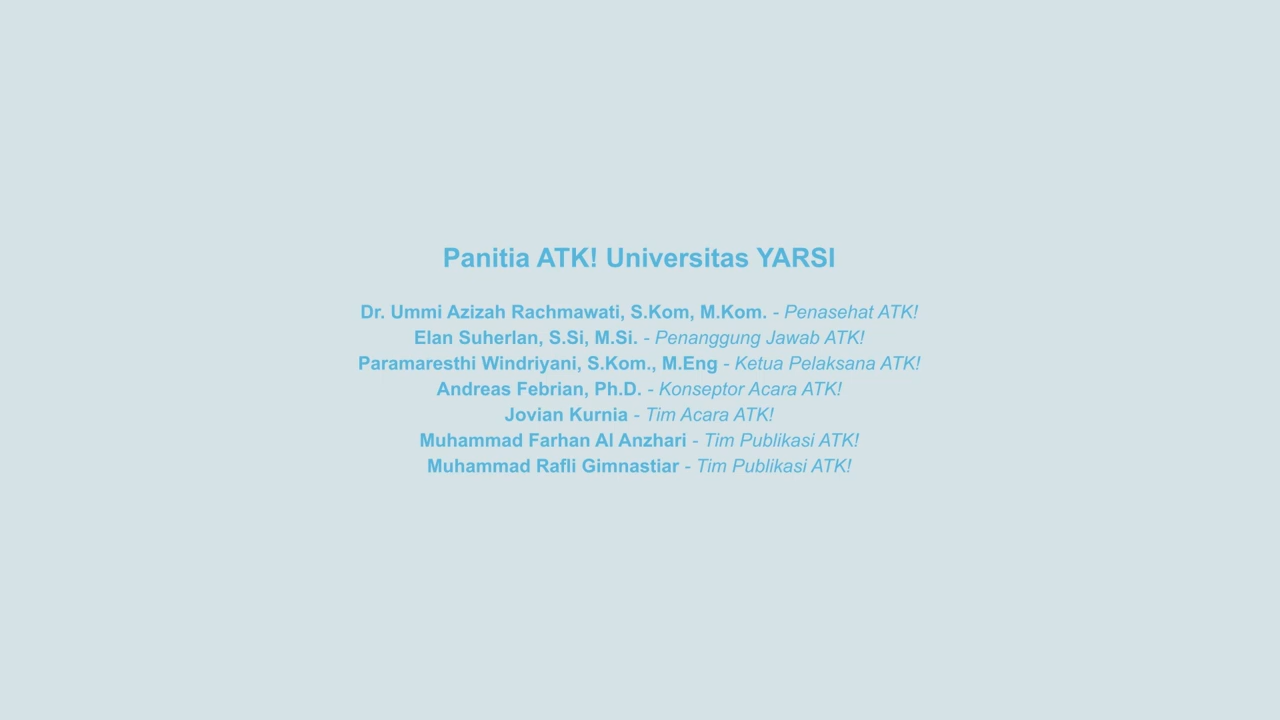 Panitia ATK! Universitas YARSI
Dr. Ummi Azizah Rachmawati, S.Kom, M.Kom. - Penasehat ATK!
Elan Suherlan, S.Si, M.Si. - Penanggung Jawab ATK!
Paramaresthi Windriyani, S.Kom., M.Eng - Ketua Pelaksana ATK!
Andreas Febrian, Ph.D. - Konseptor Acara ATK!
Jovian Kurnia - Tim Acara ATK!
Muhammad Farhan Al Anzhari - Tim Publikasi ATK!
Muhammad Rafli Gimnastiar - Tim Publikasi ATK!